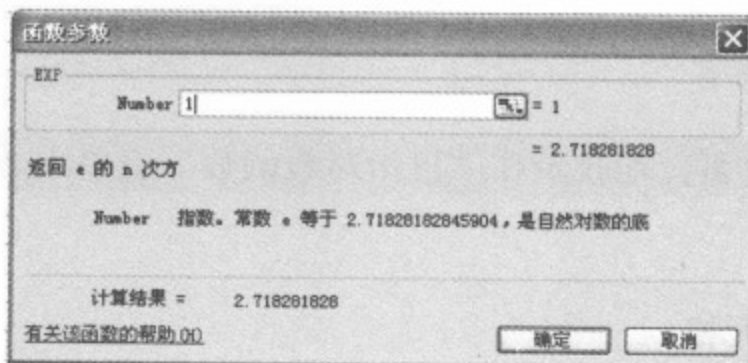 函数参数
EXP
Number 1 = 1
= 2.718281828
返回 e 的 n 次方
Number 指数。常数 e 等于 2.71828182845904，是自然对数的底
计算结果 = 2.718281828
有关该函数的帮助(H) 确定 取消